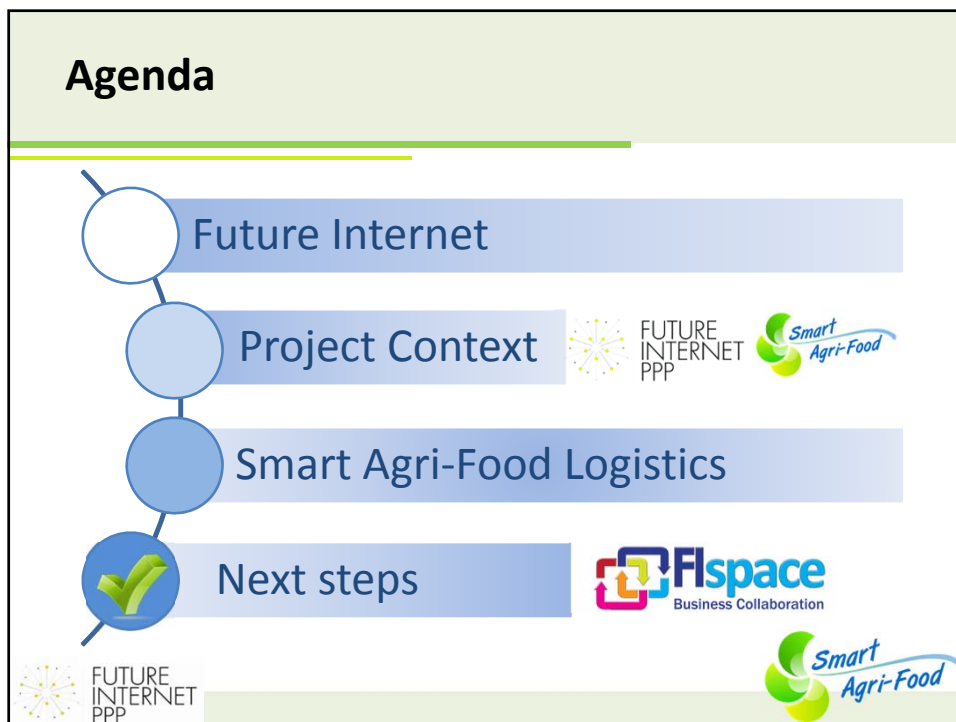 Agenda
Future Internet
Project Context
FUTURE
INTERNET
PPP
Smart
Agri-Food
Smart Agri-Food Logistics
Next steps
FIspace
Business Collaboration
FUTURE
INTERNET
PPP
Smart
Agri-Food